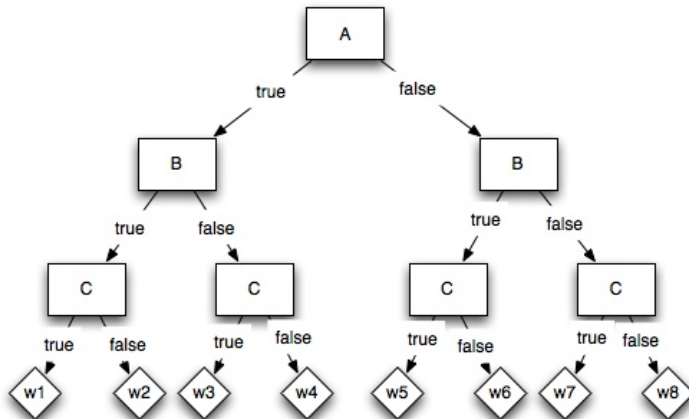 A
true false
B B
true false true false
C C C C
true false true false true false true false
w1 w2 w3 w4 w5 w6 w7 w8